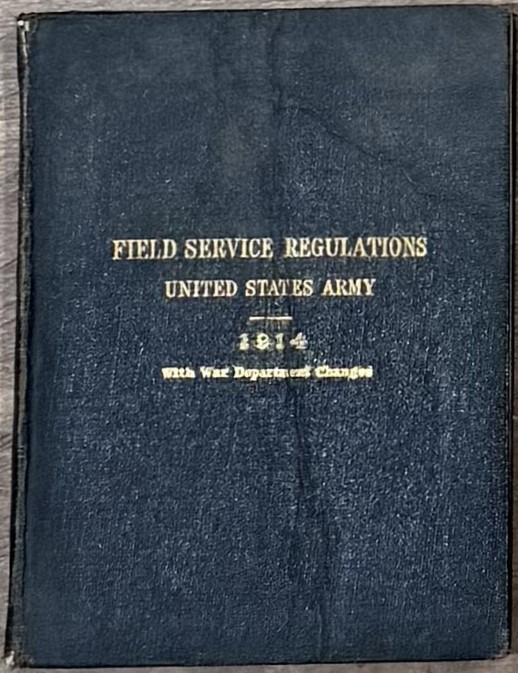 FIELD SERVICE REGULATIONS
UNITED STATES ARMY
1914
With War Department Changes